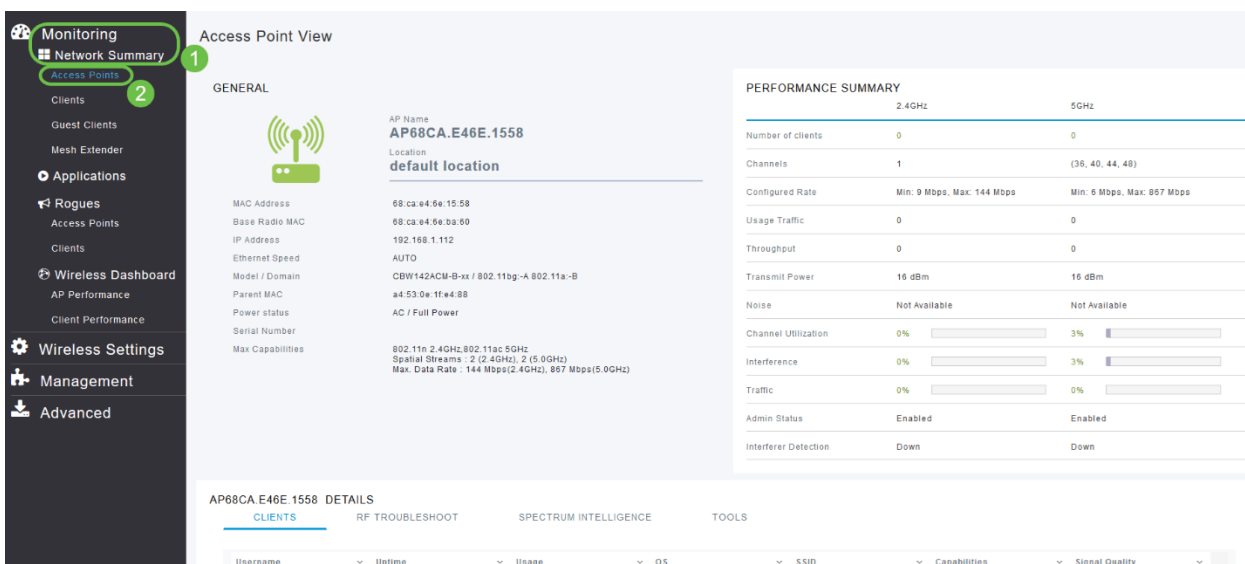 Monitoring
Network Summary
1
Access Points
2
Clients
Guest Clients
Mesh Extender
Applications
Rogues
Access Points
Clients
Wireless Dashboard
AP Performance
Client Performance
Wireless Settings
Management
Advanced
Access Point View
GENERAL
AP Name
AP68CA.E46E.1558
Location
default location
MAC Address 68:ca:e4:6e:15:58
Base Radio MAC 68:ca:e4:6e:ba:60
IP Address 192.168.1.112
Ethernet Speed AUTO
Model / Domain CBW142ACM-B-xx / 802.11bg:-A 802.11a:-B
Parent MAC a4:53:0e:1f:e4:88
Power status AC / Full Power
Serial Number
Max Capabilities 802.11n 2.4GHz,802.11ac 5GHz
Spatial Streams : 2 (2.4GHz), 2 (5.0GHz)
Max. Data Rate : 144 Mbps(2.4GHz), 867 Mbps(5.0GHz)
PERFORMANCE SUMMARY
2.4GHz 5GHz
Number of clients 0 0
Channels 1 (36, 40, 44, 48)
Configured Rate Min: 9 Mbps, Max: 144 Mbps Min: 6 Mbps, Max: 867 Mbps
Usage Traffic 0 0
Throughput 0 0
Transmit Power 16 dBm 16 dBm
Noise Not Available Not Available
Channel Utilization 0% 3%
Interference 0% 3%
Traffic 0% 0%
Admin Status Enabled Enabled
Interferer Detection Down Down
AP68CA.E46E.1558 DETAILS
CLIENTS RF TROUBLESHOOT SPECTRUM INTELLIGENCE TOOLS
Username Uptime Usage OS SSID Capabilities Signal Quality